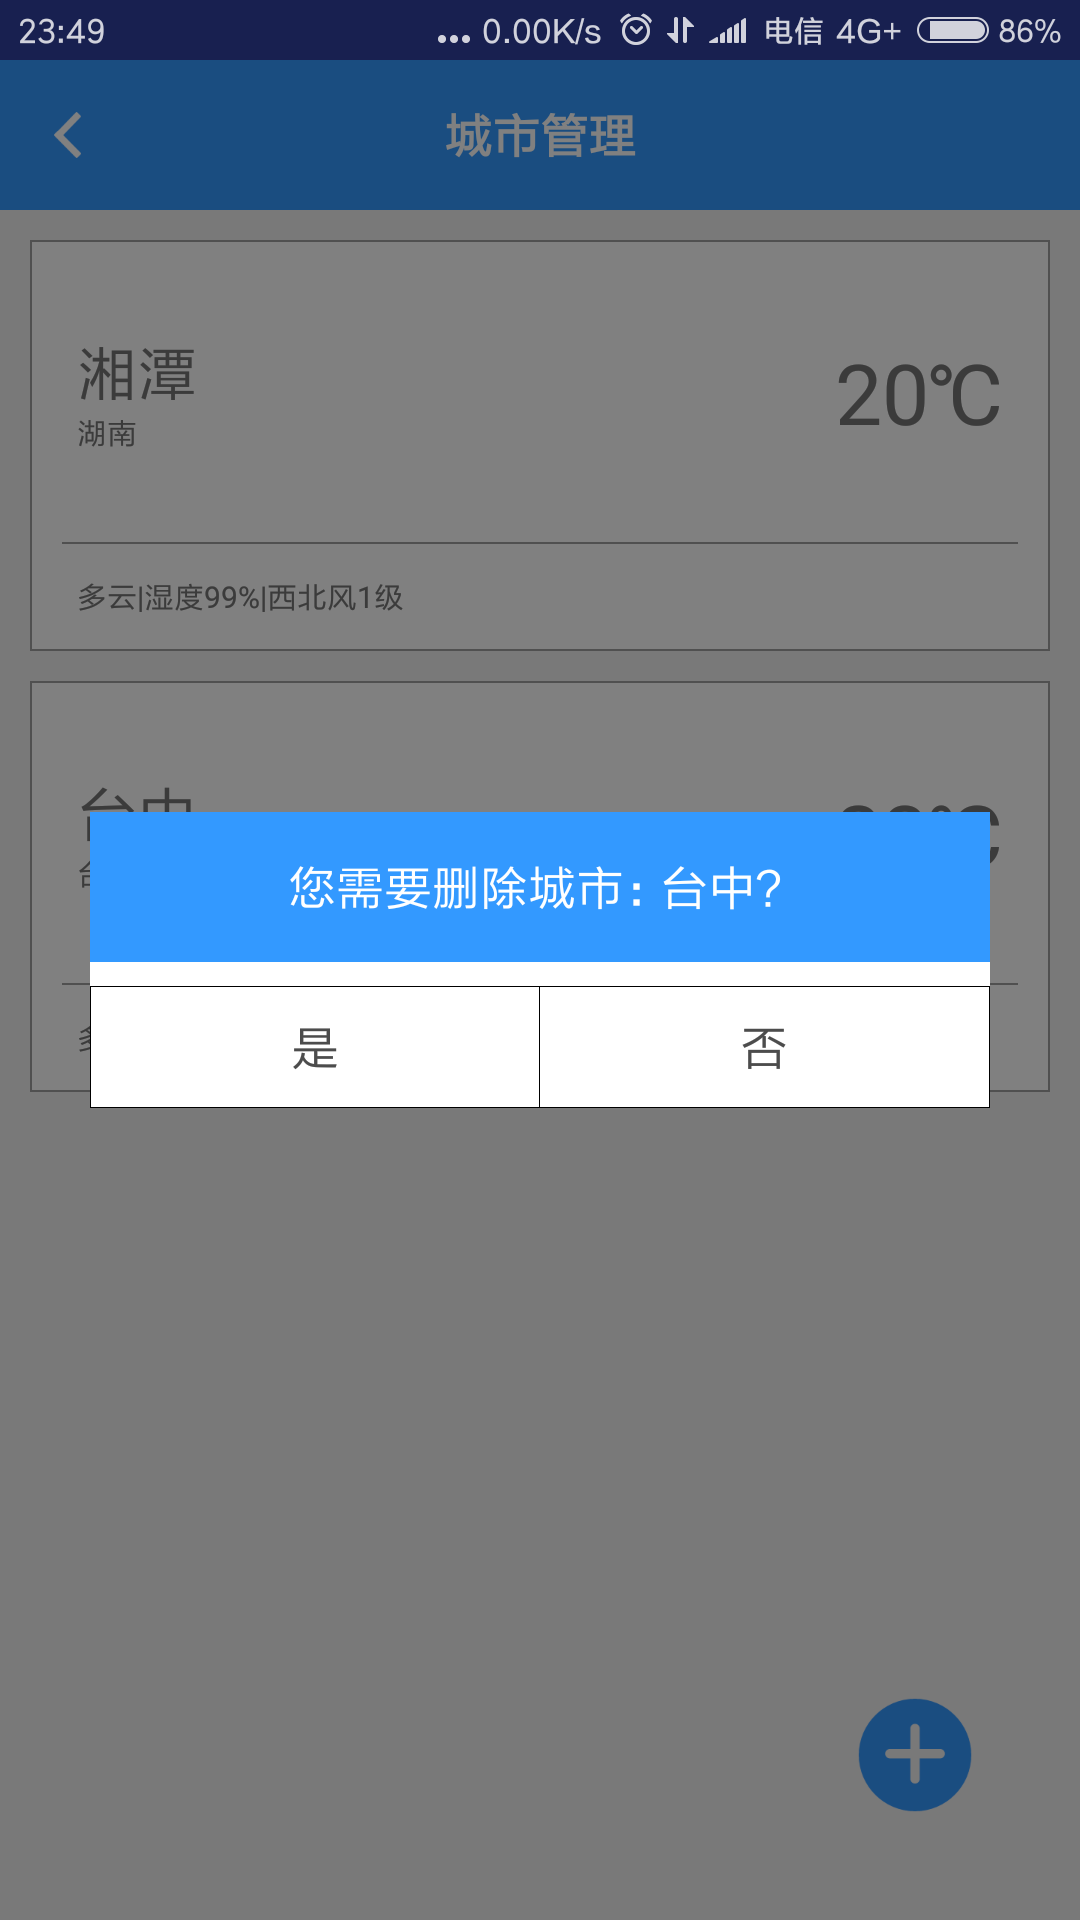 23:49 ... 0.00K/s 电信 4G+ 86%
城市管理
湘潭
20℃
湖南
多云|湿度99%|西北风1级
台中
您需要删除城市：台中?
是 否